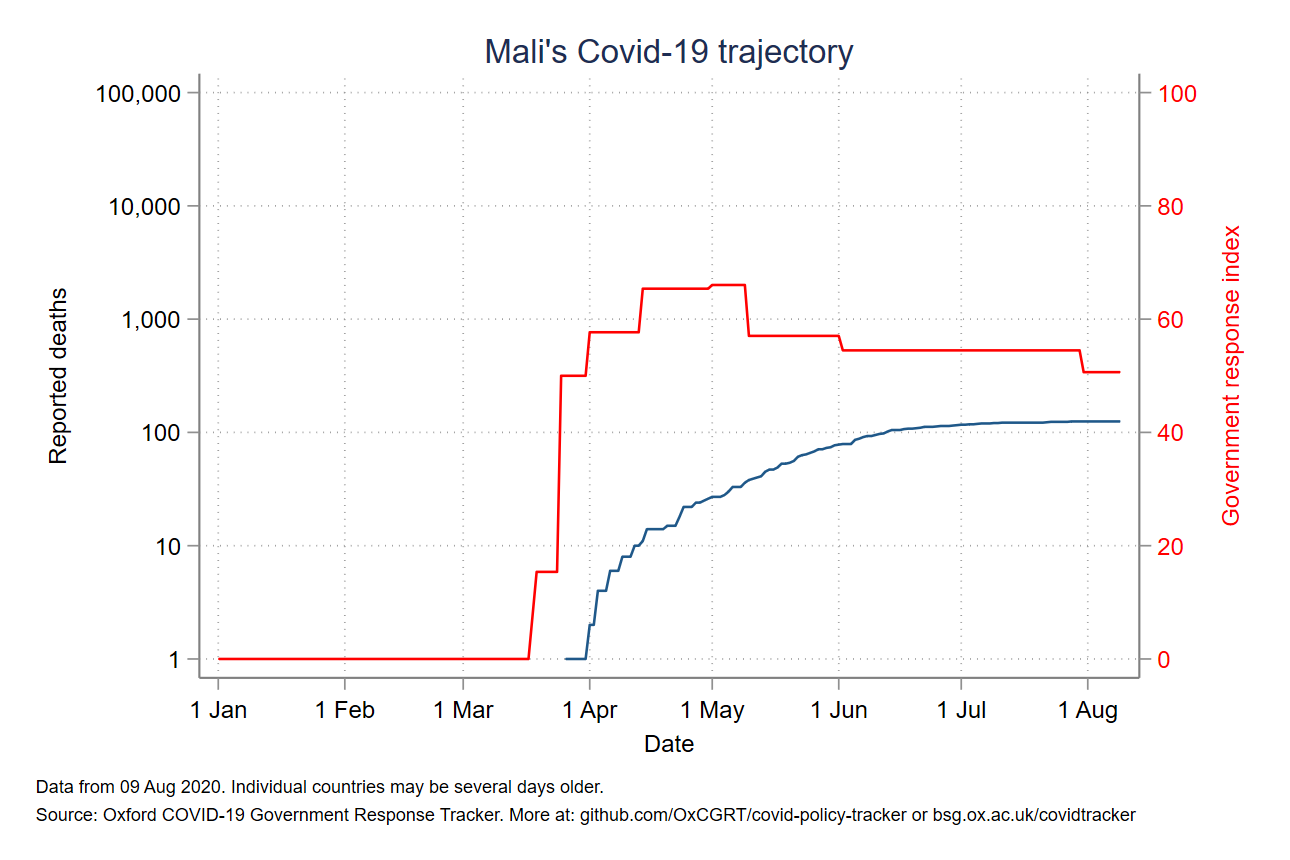 Mali's Covid-19 trajectory
100,000
10,000
1,000
100
10
1
Reported deaths
100
80
60
40
20
0
Government response index
1 Jan 1 Feb 1 Mar 1 Apr 1 May 1 Jun 1 Jul 1 Aug
Date
Data from 09 Aug 2020. Individual countries may be several days older.
Source: Oxford COVID-19 Government Response Tracker. More at: github.com/OxCGRT/covid-policy-tracker or bsg.ox.ac.uk/covidtracker